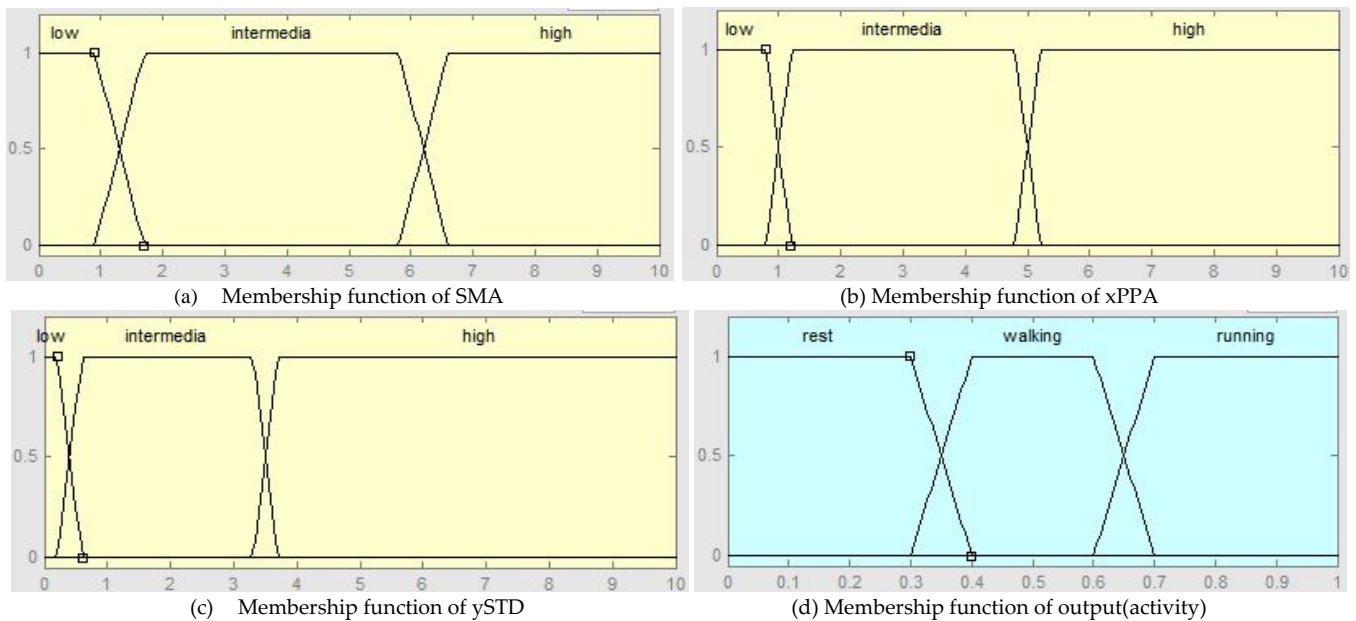 low intermedia high
1
0.5
0
0 1 2 3 4 5 6 7 8 9 10
(a) Membership function of SMA
low intermedia high
1
0.5
0
0 1 2 3 4 5 6 7 8 9 10
(b) Membership function of xPPA
low intermedia high
1
0.5
0
0 1 2 3 4 5 6 7 8 9 10
(c) Membership function of ySTD
rest walking running
1
0.5
0
0 0.1 0.2 0.3 0.4 0.5 0.6 0.7 0.8 0.9 1
(d) Membership function of output(activity)